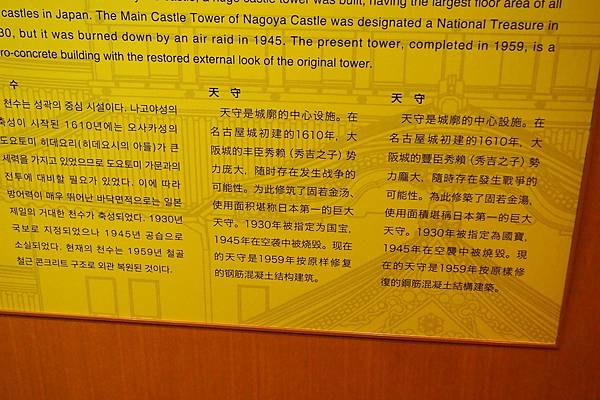 castle, a huge castle tower was built, having the largest floor area of all
castles in Japan. The Main Castle Tower of Nagoya Castle was designated a National Treasure in
30, but it was burned down by an air raid in 1945. The present tower, completed in 1959, is a
ro-concrete building with the restored external look of the original tower.
수
천수는 성곽의 중심 시설이다. 나고야성의
축성이 시작된 1610년에는 오사카성의
도요토미 히데요리(히데요시의 아들)가 큰
세력을 가지고 있었으므로 도요토미 가문과의
전투에 대비할 필요가 있었다. 이에 따라
방어력이 매우 뛰어난 바닥면적으로는 일본
제일의 거대한 천수가 축성되었다. 1930년
국보로 지정되었으나 1945년 공습으로
소실되었다. 현재의 천수는 1959년 철골
철근 콘크리트 구조로 외관 복원된 것이다.
天守
天守是城廓的中心设施。在
名古屋城初建的1610年，大
阪城的丰臣秀赖（秀吉之子）势
力庞大，随时存在发生战争的
可能性。为此修筑了固若金汤、
使用面积堪称日本第一的巨大
天守。1930年被指定为国宝，
1945年在空袭中被烧毁。现在
的天守是1959年按原样修复
的钢筋混凝土结构建筑。
天守
天守是城廓的中心設施。在
名古屋城初建的1610年，大
阪城的豐臣秀賴（秀吉之子）勢
力龐大，隨時存在發生戰爭的
可能性。為此修築了固若金湯、
使用面積堪稱日本第一的巨大
天守。1930年被指定為國寶，
1945年在空襲中被燒毀。現
在的天守是1959年按原樣修
復的鋼筋混凝土結構建築。